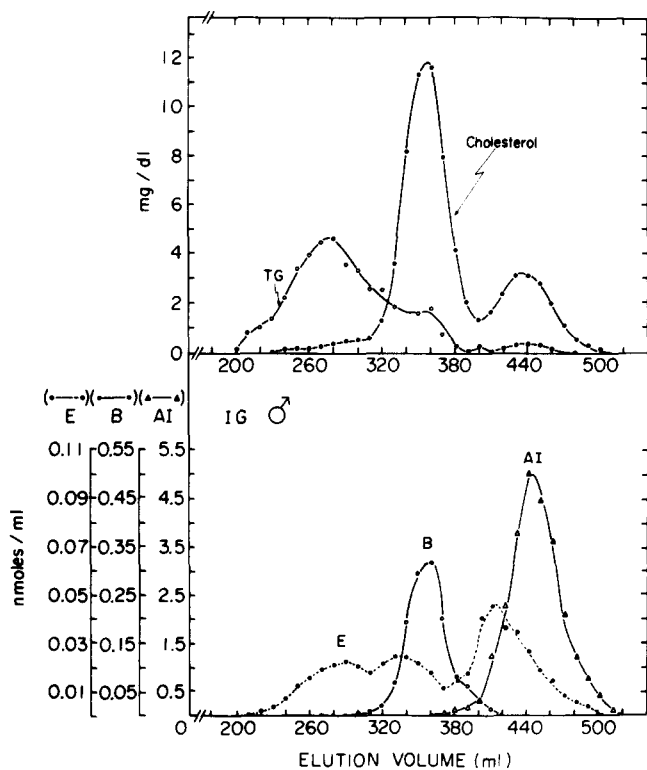 12
10
8
6
4
2
0
mg / dl
Cholesterol
TG
200 260 320 380 440 500
E B AI
IG ♂
0.11 0.55 5.5
0.09 0.45 4.5
0.07 0.35 3.5
0.05 0.25 2.5
0.03 0.15 1.5
0.01 0.05 0.5
0
nmoles / ml
AI
B
E
200 260 320 380 440 500
ELUTION VOLUME (ml)